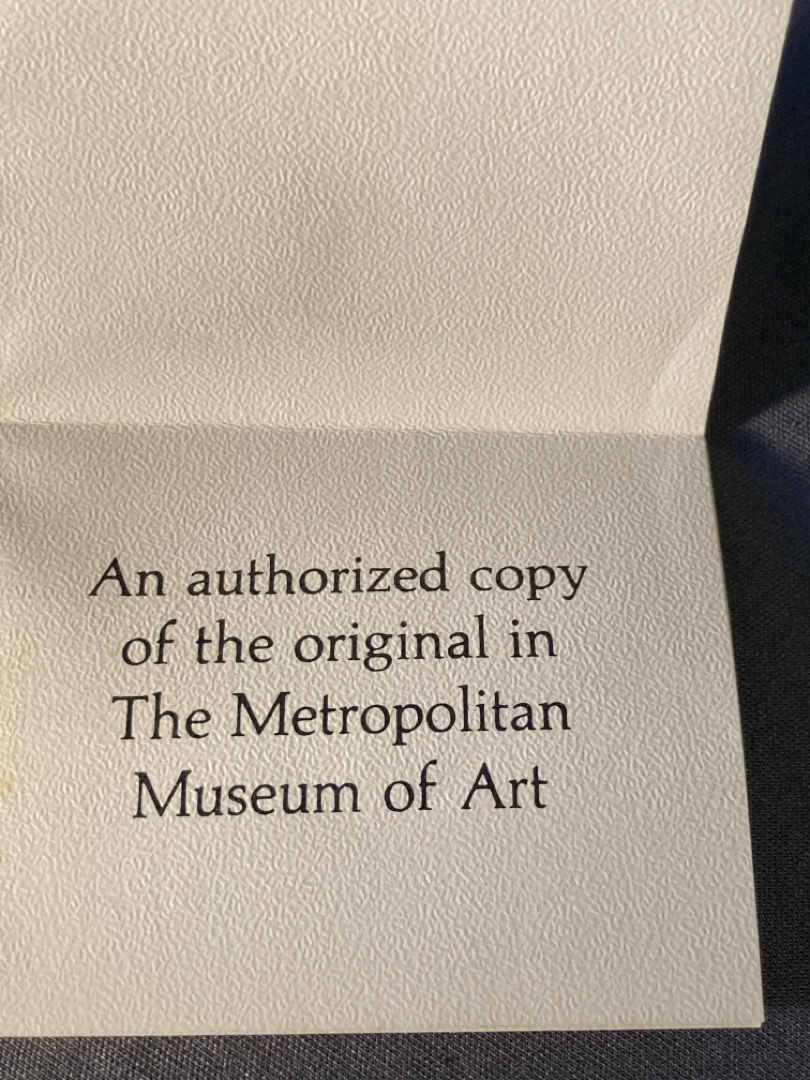 An authorized copy
of the original in
The Metropolitan
Museum of Art